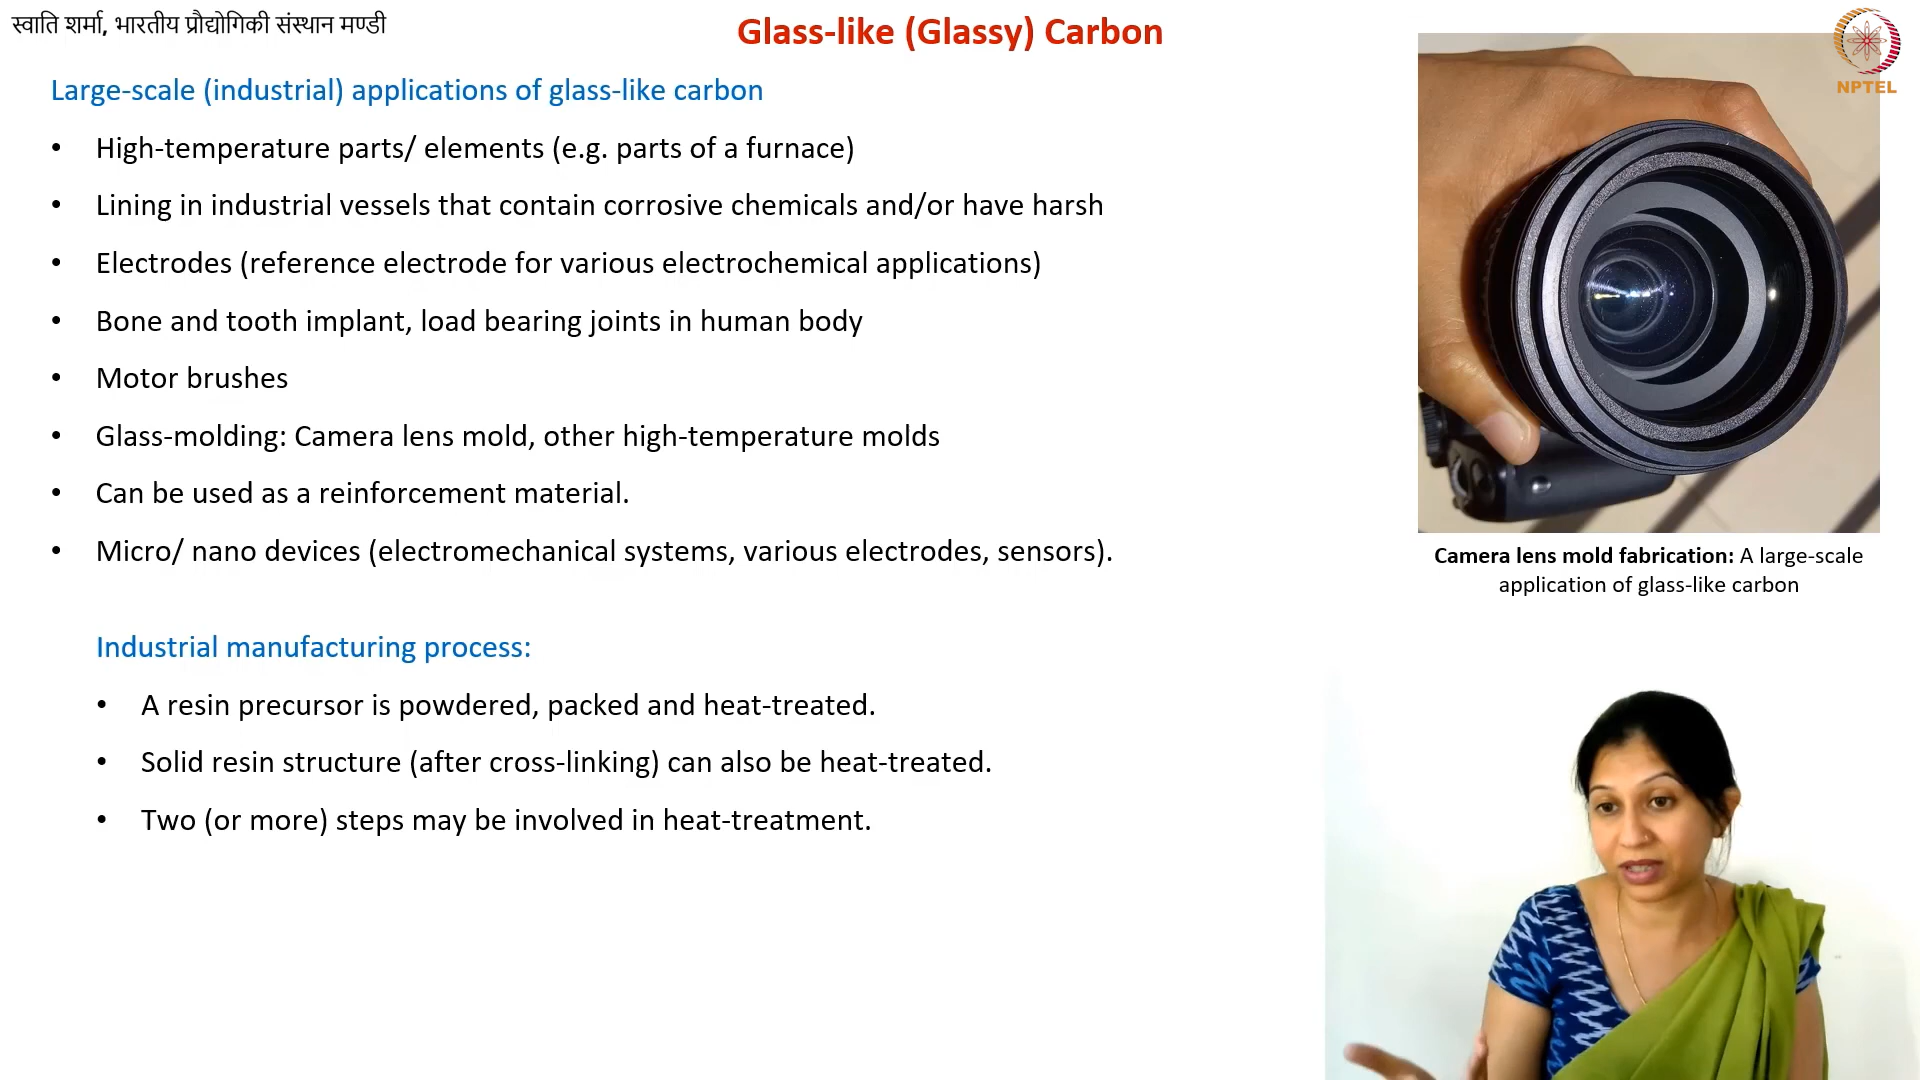 स्वाति शर्मा, भारतीय प्रौद्योगिकी संस्थान मण्डी
Glass-like (Glassy) Carbon
NPTEL
Large-scale (industrial) applications of glass-like carbon
• High-temperature parts/ elements (e.g. parts of a furnace)
• Lining in industrial vessels that contain corrosive chemicals and/or have harsh
• Electrodes (reference electrode for various electrochemical applications)
• Bone and tooth implant, load bearing joints in human body
• Motor brushes
• Glass-molding: Camera lens mold, other high-temperature molds
• Can be used as a reinforcement material.
• Micro/ nano devices (electromechanical systems, various electrodes, sensors).
Camera lens mold fabrication: A large-scale
application of glass-like carbon
Industrial manufacturing process:
• A resin precursor is powdered, packed and heat-treated.
• Solid resin structure (after cross-linking) can also be heat-treated.
• Two (or more) steps may be involved in heat-treatment.